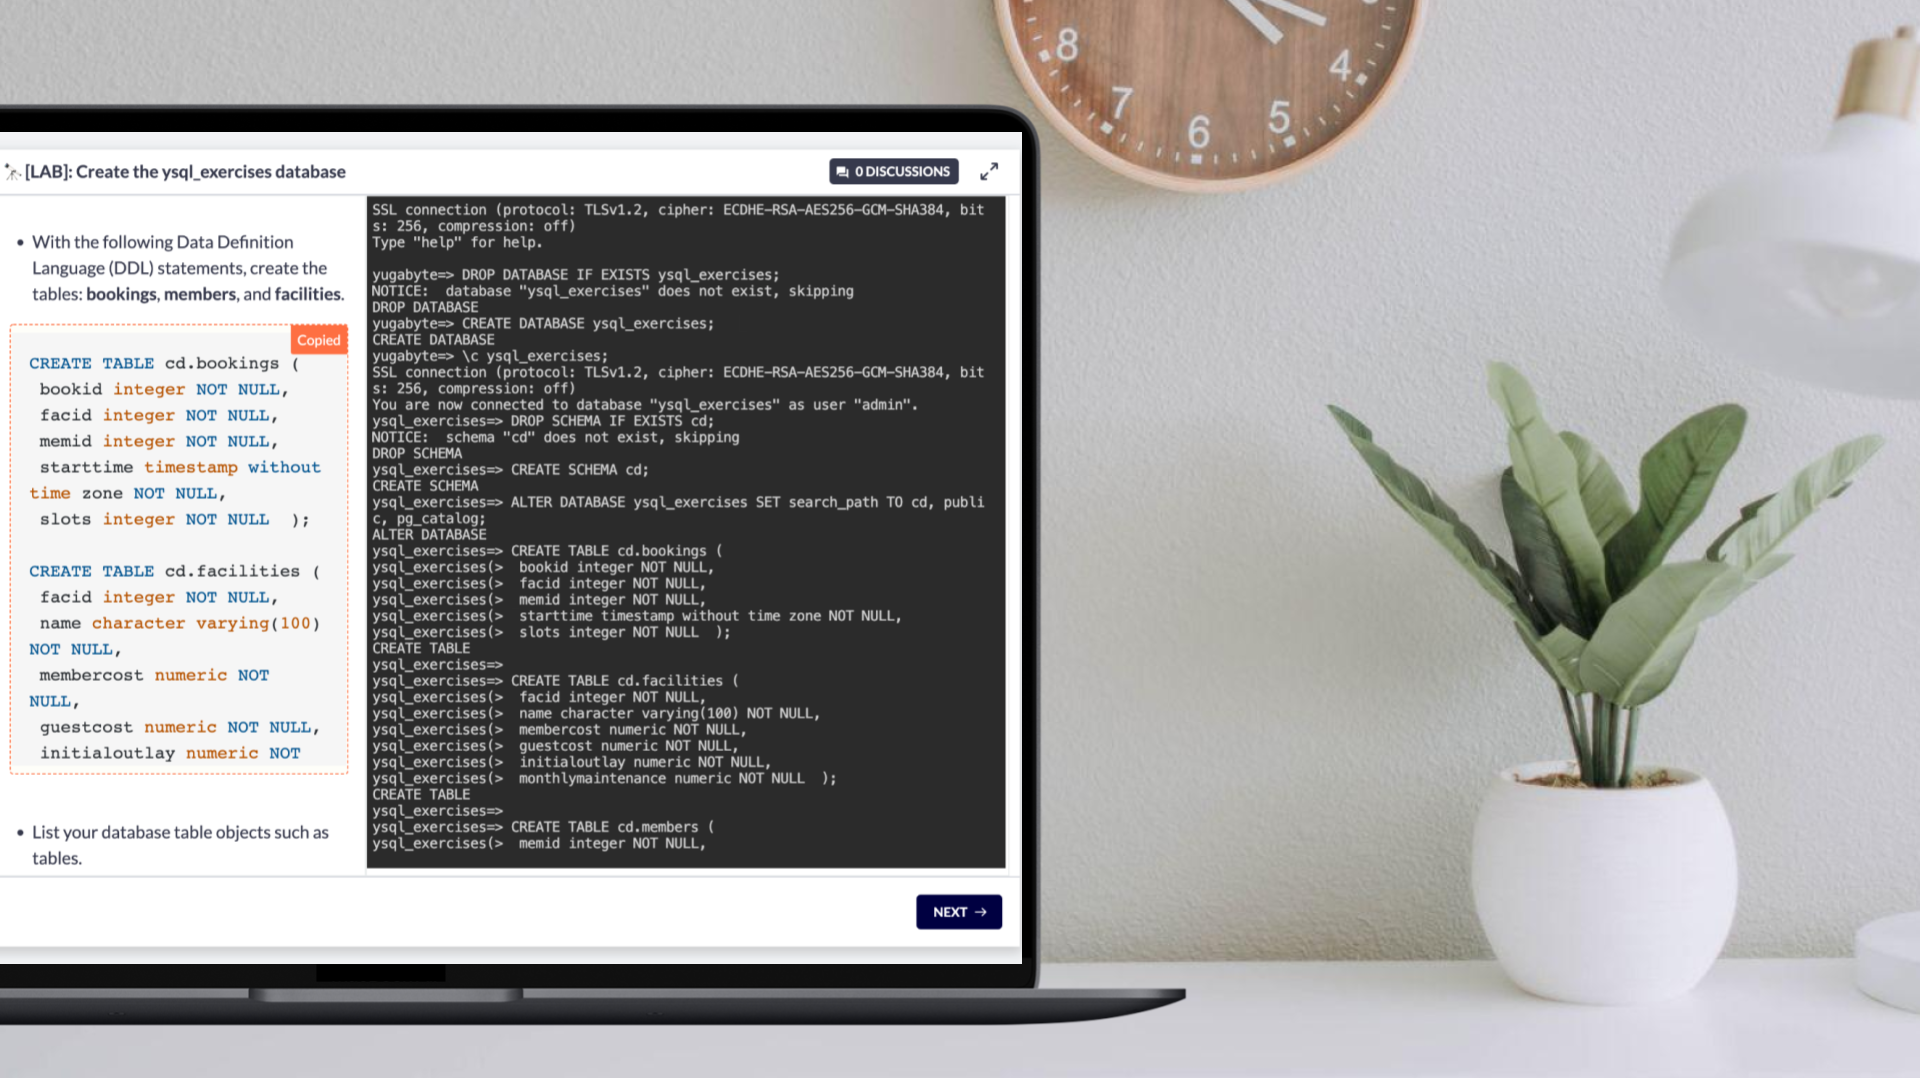 [LAB]: Create the ysql_exercises database
0 DISCUSSIONS
• With the following Data Definition
Language (DDL) statements, create the
tables: bookings, members, and facilities.
Copied
CREATE TABLE cd.bookings (
bookid integer NOT NULL,
facid integer NOT NULL,
memid integer NOT NULL,
starttime timestamp without
time zone NOT NULL,
slots integer NOT NULL  );
CREATE TABLE cd.facilities (
facid integer NOT NULL,
name character varying(100)
NOT NULL,
membercost numeric NOT
NULL,
guestcost numeric NOT NULL,
initialoutlay numeric NOT
• List your database table objects such as
tables.
SSL connection (protocol: TLSv1.2, cipher: ECDHE-RSA-AES256-GCM-SHA384, bit
s: 256, compression: off)
Type "help" for help.
yugabyte=> DROP DATABASE IF EXISTS ysql_exercises;
NOTICE:  database "ysql_exercises" does not exist, skipping
DROP DATABASE
yugabyte=> CREATE DATABASE ysql_exercises;
CREATE DATABASE
yugabyte=> \c ysql_exercises;
SSL connection (protocol: TLSv1.2, cipher: ECDHE-RSA-AES256-GCM-SHA384, bit
s: 256, compression: off)
You are now connected to database "ysql_exercises" as user "admin".
ysql_exercises=> DROP SCHEMA IF EXISTS cd;
NOTICE:  schema "cd" does not exist, skipping
DROP SCHEMA
ysql_exercises=> CREATE SCHEMA cd;
CREATE SCHEMA
ysql_exercises=> ALTER DATABASE ysql_exercises SET search_path TO cd, publi
c, pg_catalog;
ALTER DATABASE
ysql_exercises=> CREATE TABLE cd.bookings (
ysql_exercises(>  bookid integer NOT NULL,
ysql_exercises(>  facid integer NOT NULL,
ysql_exercises(>  memid integer NOT NULL,
ysql_exercises(>  starttime timestamp without time zone NOT NULL,
ysql_exercises(>  slots integer NOT NULL  );
CREATE TABLE
ysql_exercises=>
ysql_exercises=> CREATE TABLE cd.facilities (
ysql_exercises(>  facid integer NOT NULL,
ysql_exercises(>  name character varying(100) NOT NULL,
ysql_exercises(>  membercost numeric NOT NULL,
ysql_exercises(>  guestcost numeric NOT NULL,
ysql_exercises(>  initialoutlay numeric NOT NULL,
ysql_exercises(>  monthlymaintenance numeric NOT NULL  );
CREATE TABLE
ysql_exercises=>
ysql_exercises=> CREATE TABLE cd.members (
ysql_exercises(>  memid integer NOT NULL,
NEXT →
8
7
6
5
4